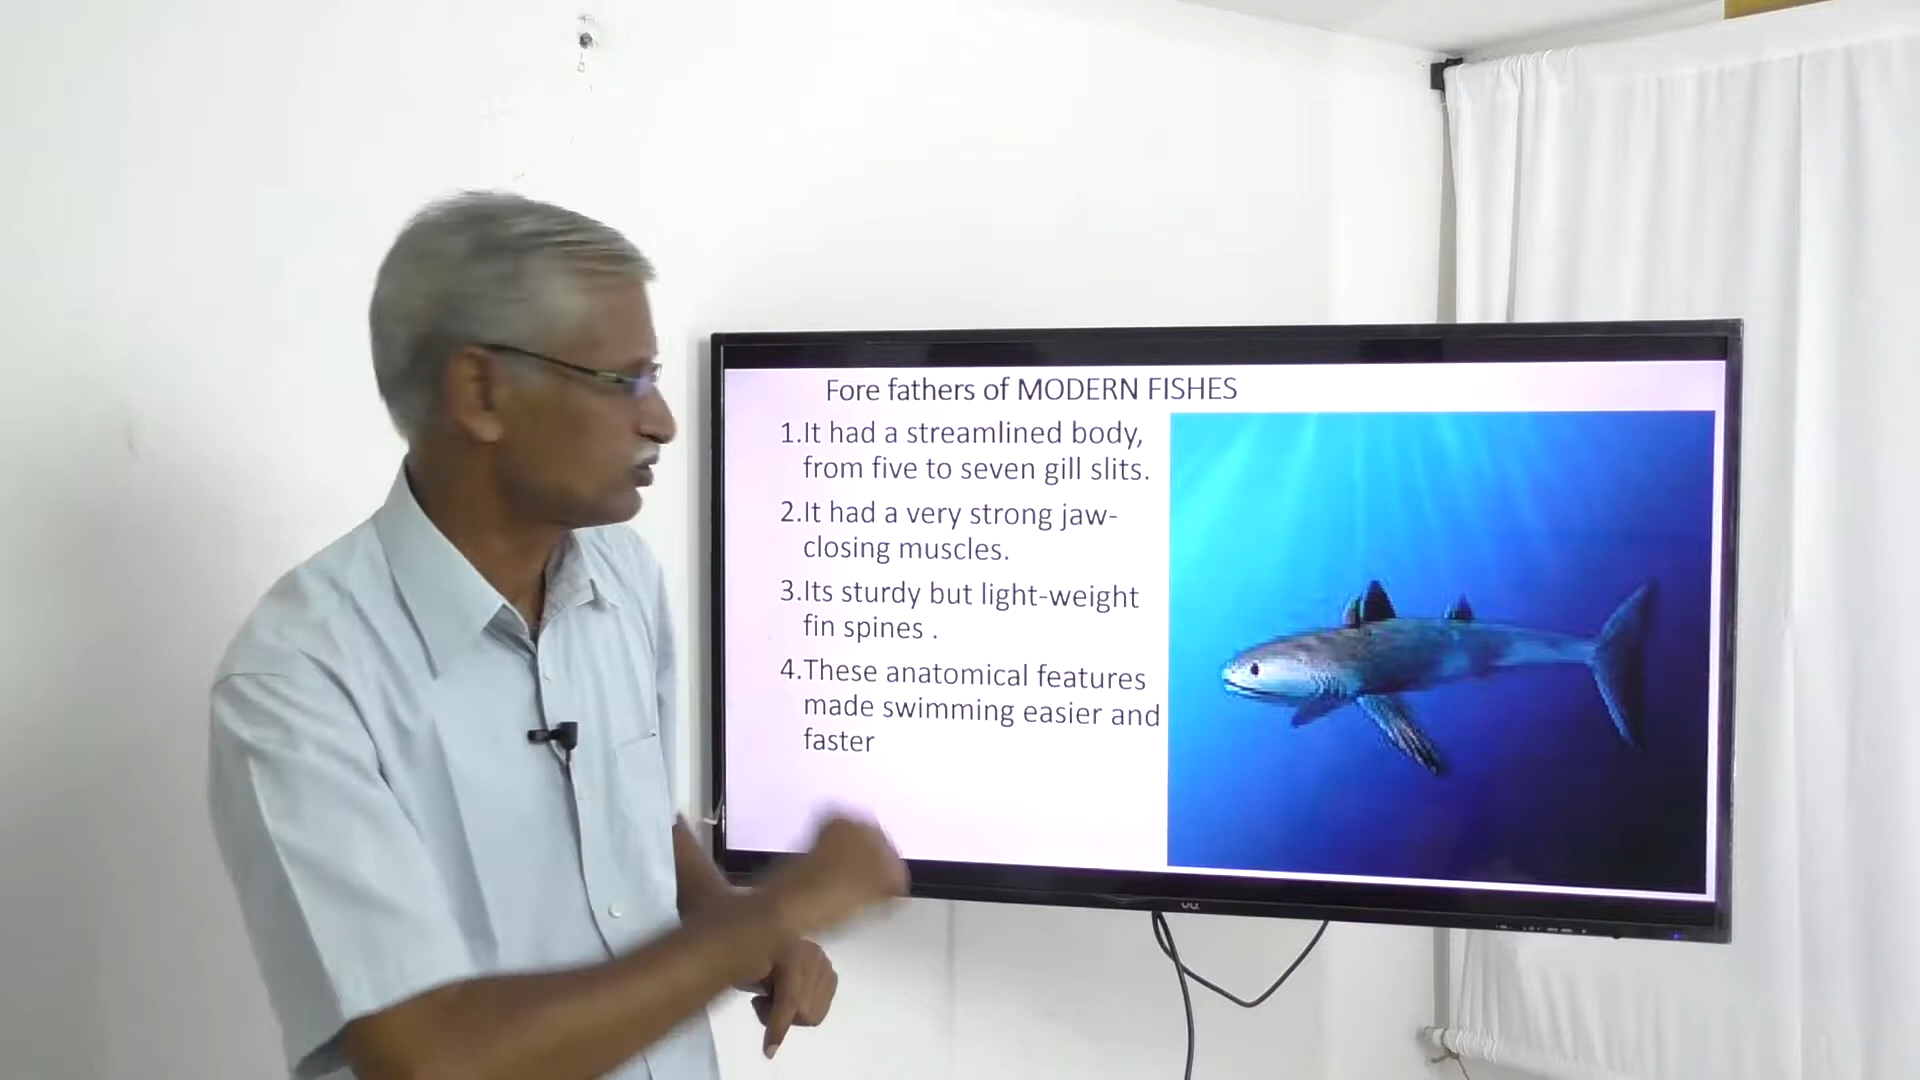 Fore fathers of MODERN FISHES
1.It had a streamlined body,
from five to seven gill slits.
2.It had a very strong jaw-
closing muscles.
3.Its sturdy but light-weight
fin spines .
4.These anatomical features
made swimming easier and
faster
VU